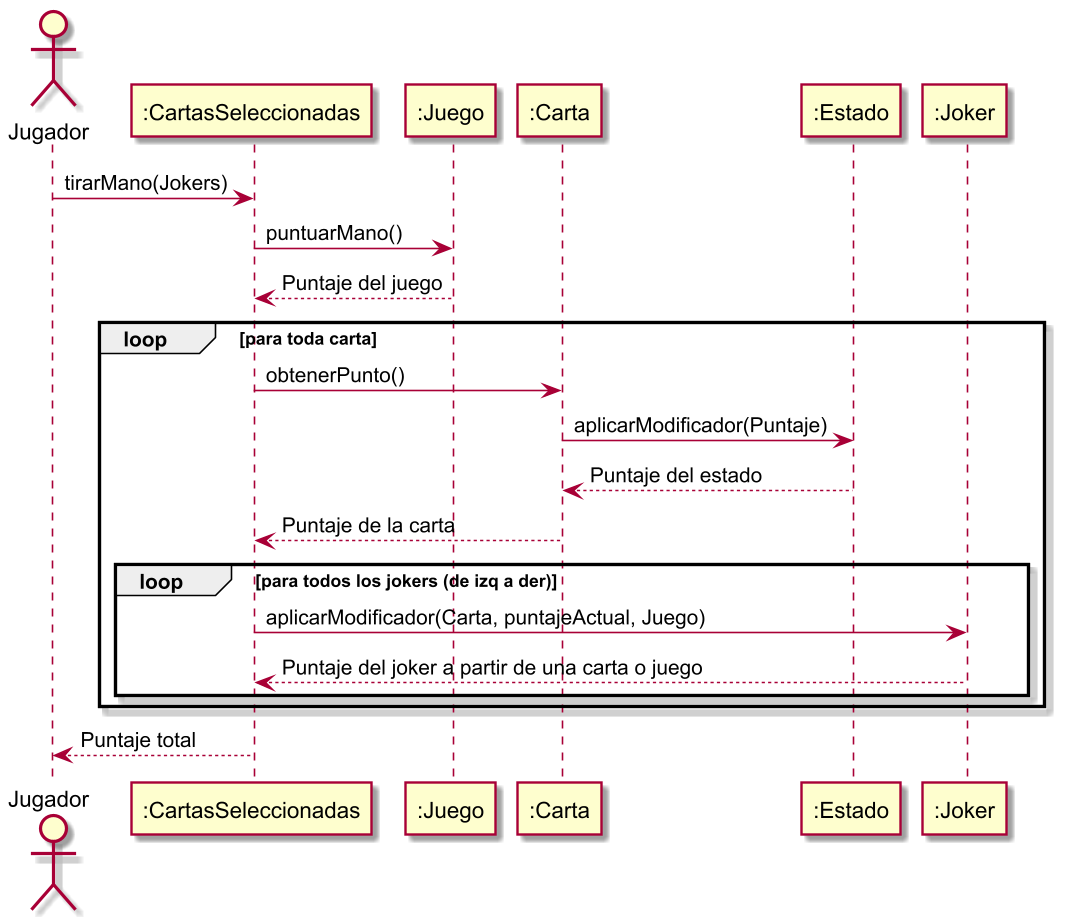 Jugador
:CartasSeleccionadas
:Juego
:Carta
:Estado
:Joker
tirarMano(Jokers)
puntuarMano()
Puntaje del juego
loop
[para toda carta]
obtenerPunto()
aplicarModificador(Puntaje)
Puntaje del estado
Puntaje de la carta
loop
[para todos los jokers (de izq a der)]
aplicarModificador(Carta, puntajeActual, Juego)
Puntaje del joker a partir de una carta o juego
Puntaje total
Jugador
:CartasSeleccionadas
:Juego
:Carta
:Estado
:Joker